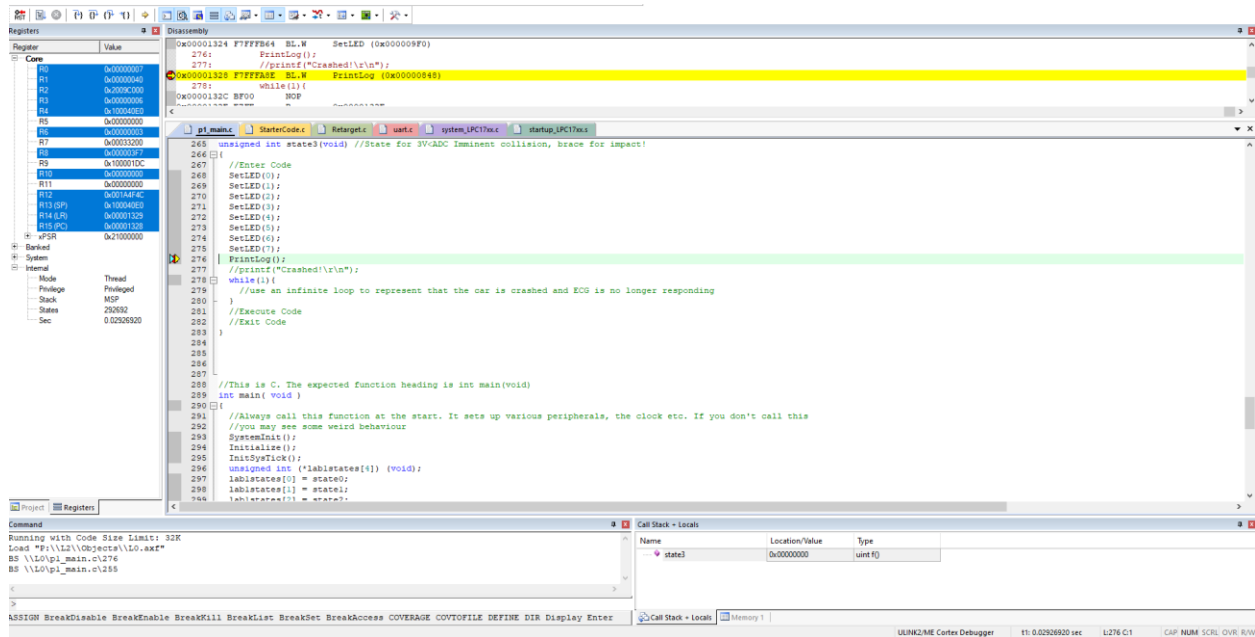 Registers
Register Value
Core
R0 0x00000007
R1 0x00000040
R2 0x2009C000
R3 0x00000006
R4 0x100040E0
R5 0x00000000
R6 0x00000003
R7 0x00033200
R8 0x000003F7
R9 0x100001DC
R10 0x00000000
R11 0x00000000
R12 0x001A4F4C
R13 (SP) 0x100040E0
R14 (LR) 0x00001329
R15 (PC) 0x00001328
xPSR 0x21000000
Banked
System
Internal
Mode Thread
Privilege Privileged
Stack MSP
States 292692
Sec 0.02926920
Project Registers
Disassembly
0x00001324 F7FFFB64 BL.W SetLED (0x000009F0)
276: PrintLog();
277: //printf("Crashed!\r\n");
0x00001328 F7FFFA8E BL.W PrintLog (0x00000848)
278: while(1){
0x0000132C BF00 NOP
p1_main.c StarterCode.c Retarget.c uart.c system_LPC17xx.c startup_LPC17xx.s
265 unsigned int state3(void) //State for 3V<ADC Imminent collision, brace for impact!
266 {
267 //Enter Code
268 SetLED(0);
269 SetLED(1);
270 SetLED(2);
271 SetLED(3);
272 SetLED(4);
273 SetLED(5);
274 SetLED(6);
275 SetLED(7);
276 PrintLog();
277 //printf("Crashed!\r\n");
278 while(1){
279 //use an infinite loop to represent that the car is crashed and ECG is no longer responding
280 }
281 //Execute Code
282 //Exit Code
283 }
284
285
286
287
288 //This is C. The expected function heading is int main(void)
289 int main( void )
290 {
291 //Always call this function at the start. It sets up various peripherals, the clock etc. If you don't call this
292 //you may see some weird behaviour
293 SystemInit();
294 Initialize();
295 InitSysTick();
296 unsigned int (*lab1states[4]) (void);
297 lab1states[0] = state0;
298 lab1states[1] = state1;
299 lab1states[2] = state2;
Command
Running with Code Size Limit: 32K
Load "P:\\L2\\Objects\\L0.axf"
BS \\L0\p1_main.c\276
BS \\L0\p1_main.c\255
>
ASSIGN BreakDisable BreakEnable BreakKill BreakList BreakSet BreakAccess COVERAGE COVTOFILE DEFINE DIR Display Enter
Call Stack + Locals
Name Location/Value Type
state3 0x00000000 uint f()
Call Stack + Locals Memory 1
ULINK2/ME Cortex Debugger t1: 0.02926920 sec L:276 C:1 CAP NUM SCRL OVR R/W